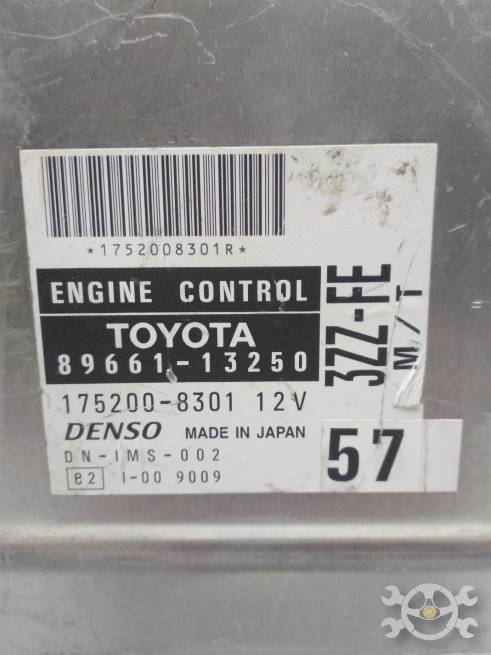 *1752008301R*
ENGINE CONTROL
TOYOTA
89661-13250
3ZZ-FE
M/T
175200-8301 12V
DENSO MADE IN JAPAN
DN-IMS-002
e2 I-00 9009
57